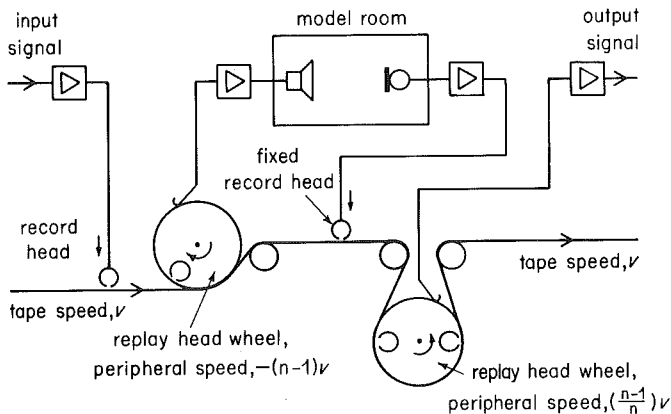 input
signal
model room
output
signal
fixed
record head
record
head
tape speed,v
tape speed,v
replay head wheel,
peripheral speed,−(n−1)v
replay head wheel,
peripheral speed,(n−1/n)v